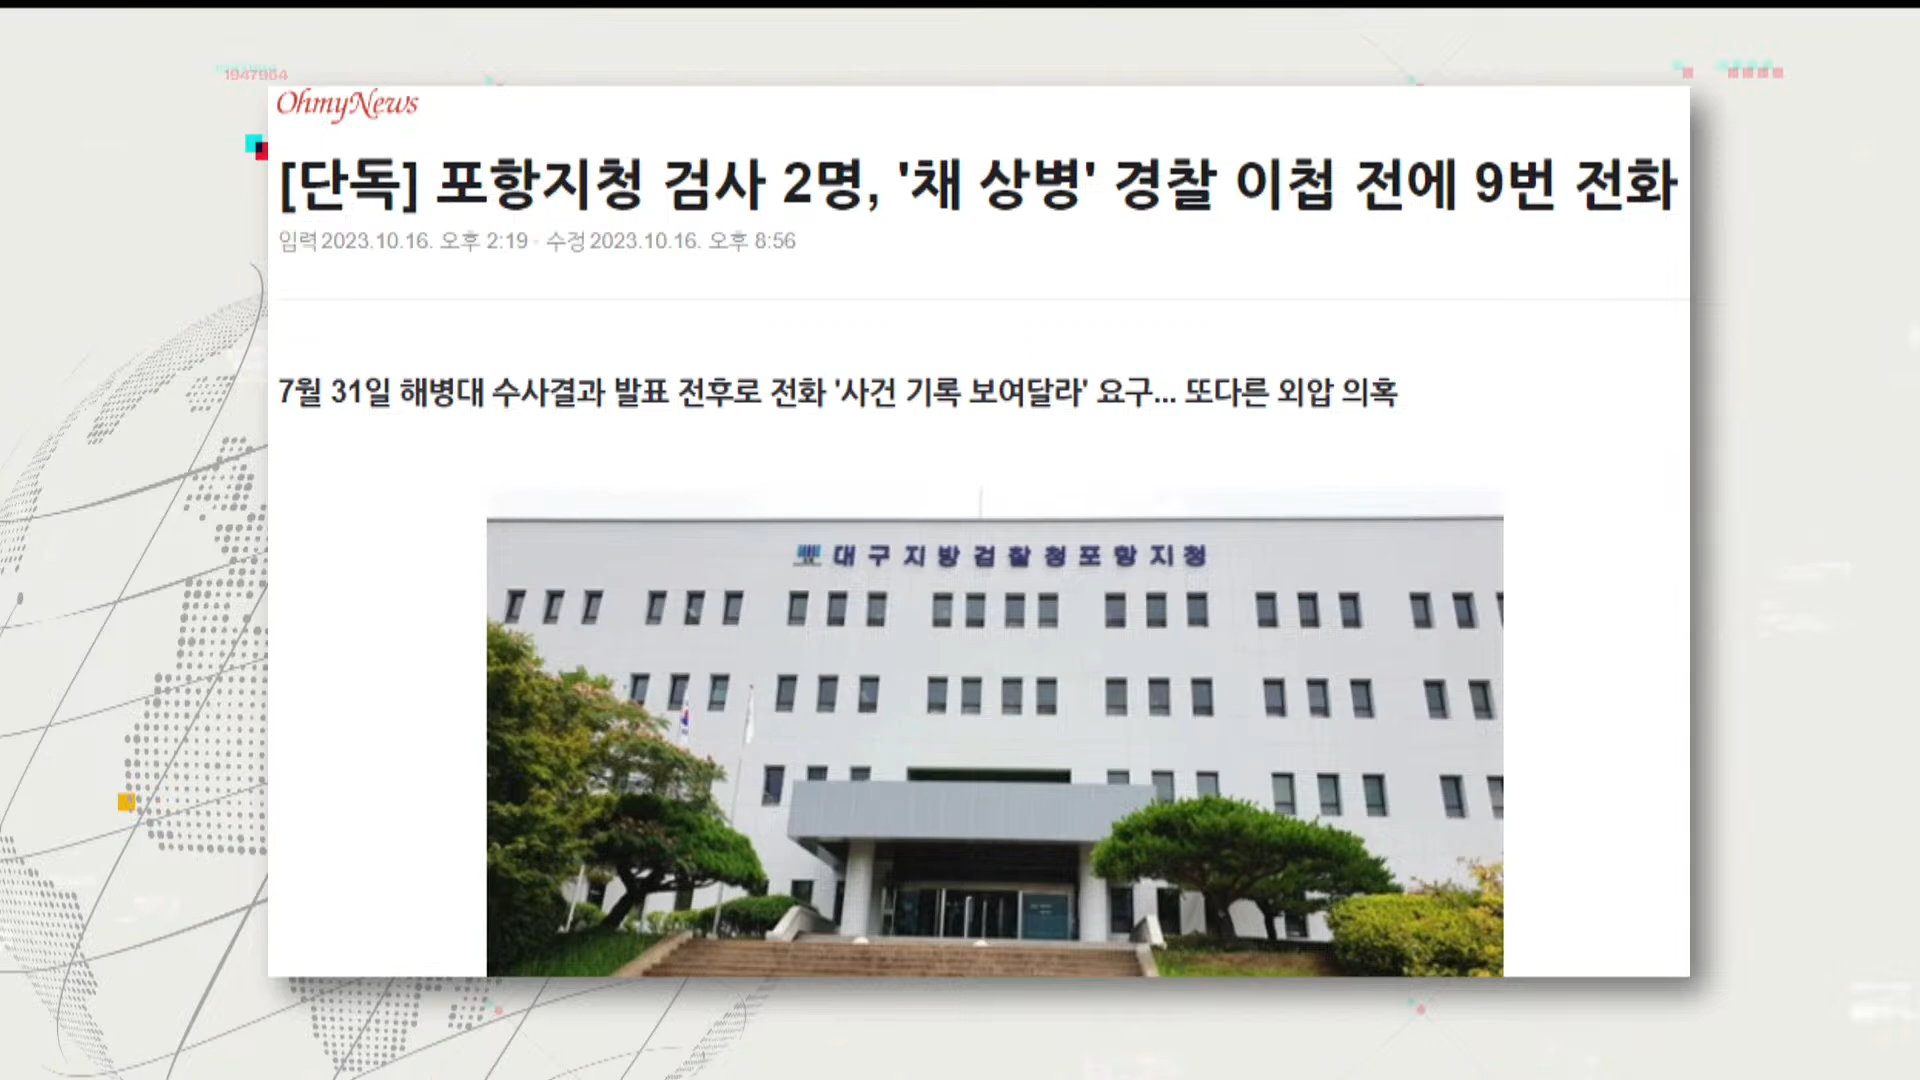 1947964
OhmyNews
[단독] 포항지청 검사 2명, '채 상병' 경찰 이첩 전에 9번 전화
입력 2023.10.16. 오후 2:19 · 수정 2023.10.16. 오후 8:56
7월 31일 해병대 수사결과 발표 전후로 전화 '사건 기록 보여달라' 요구... 또다른 외압 의혹
대구지방검찰청포항지청